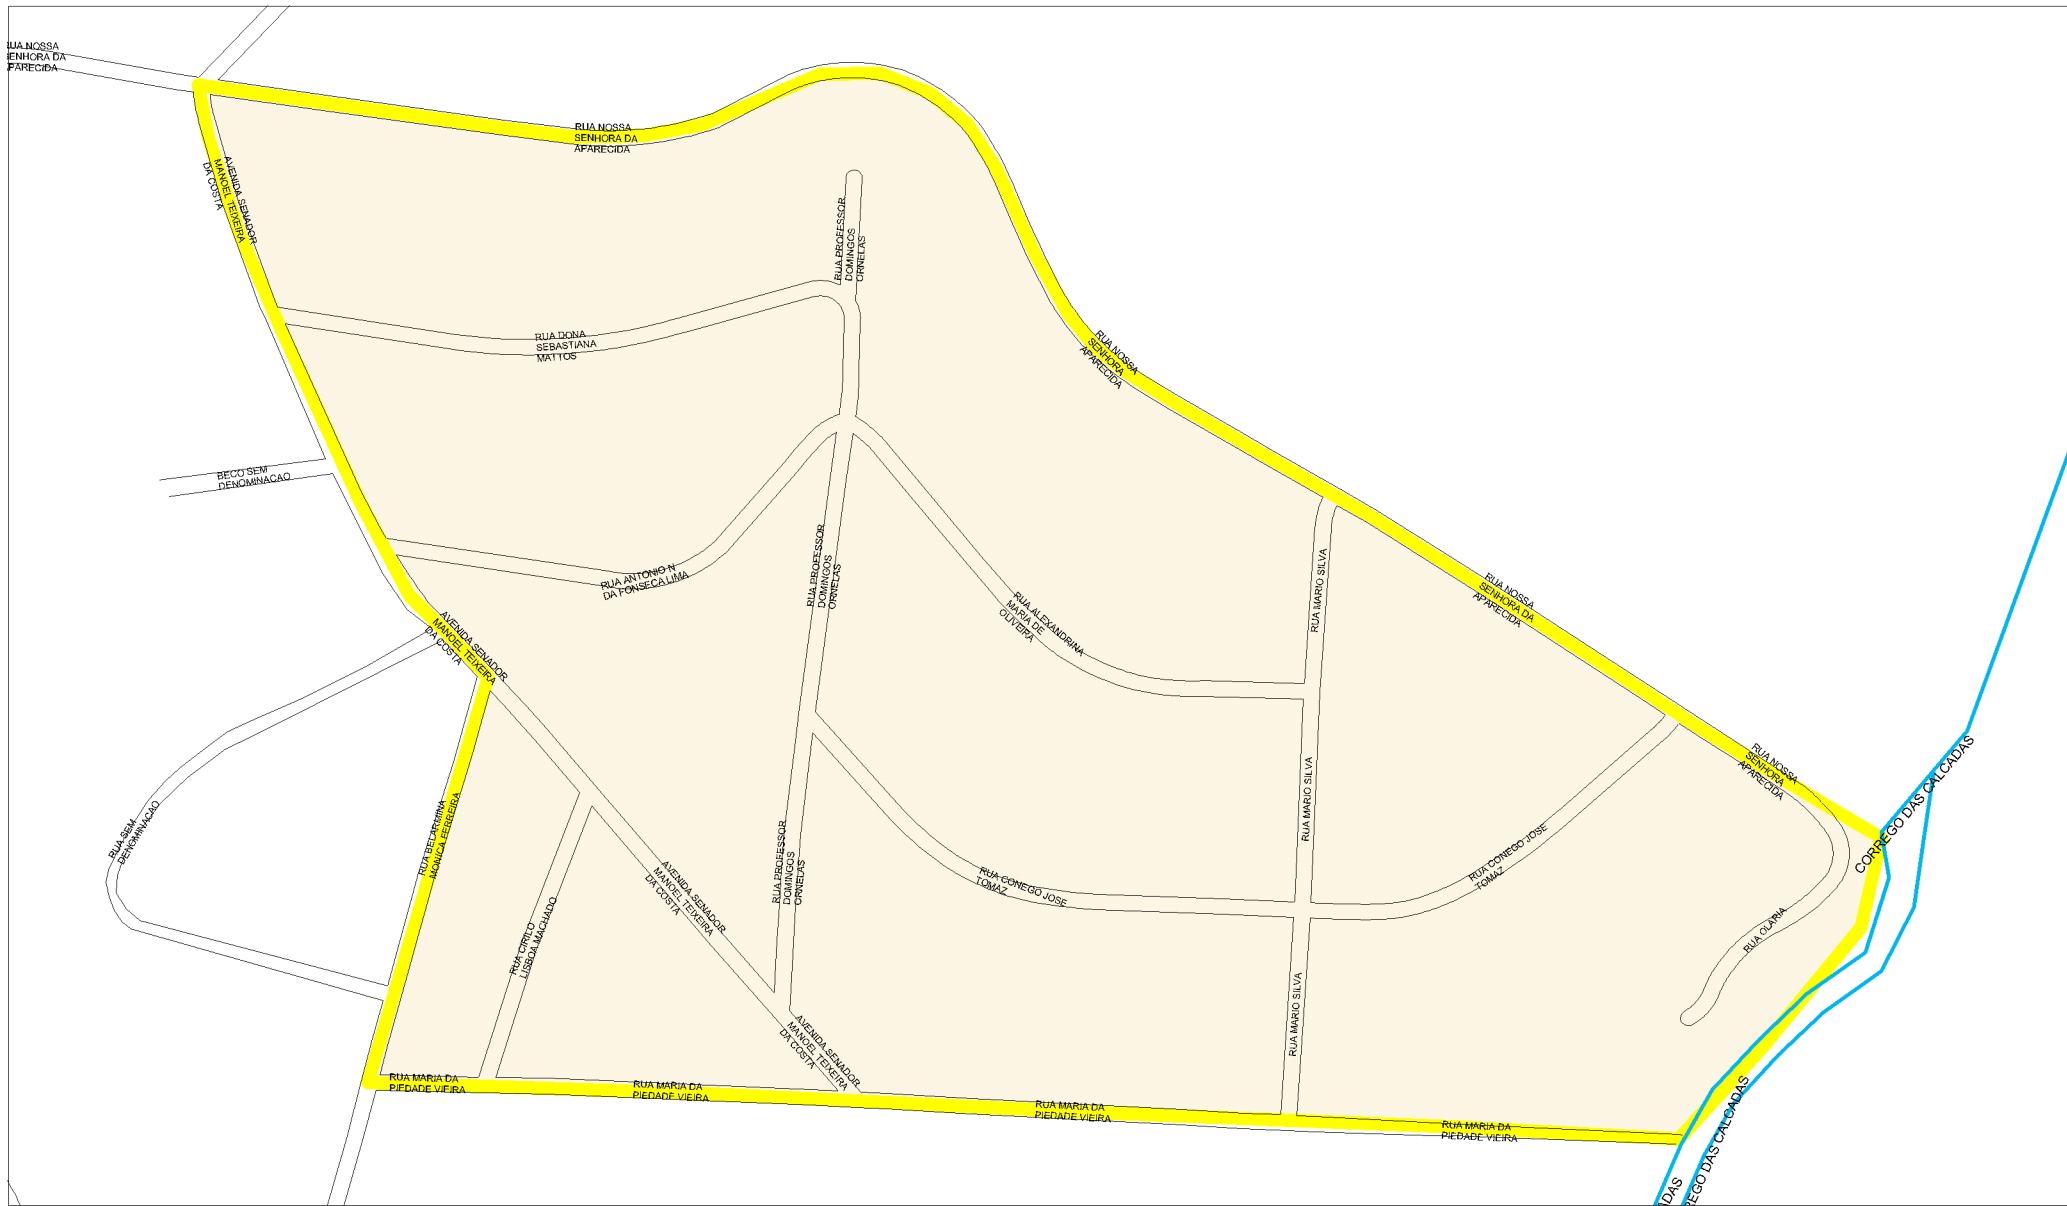 RUA NOSSA
SENHORA DA
APARECIDA
RUA NOSSA
SENHORA DA
APARECIDA
AVENIDA SENADOR
MANOEL TEIXEIRA
DA COSTA
RUA PROFESSOR
DOMINGOS
ORNELAS
RUA DONA
SEBASTIANA
MATTOS
RUA NOSSA
SENHORA
APARECIDA
BECO SEM
DENOMINACAO
RUA ANTONIO N
DA FONSECA LIMA
RUA PROFESSOR
DOMINGOS
ORNELAS
RUA ALEXANDRINA
MARIA DE
OLIVEIRA
RUA MARIO SILVA
RUA NOSSA
SENHORA DA
APARECIDA
AVENIDA SENADOR
MANOEL TEIXEIRA
DA COSTA
RUA NOSSA
SENHORA
APARECIDA
CORREGO DAS CALCADAS
RUA SEM
DENOMINACAO
RUA BELARMINA
MONICA FERREIRA
RUA MARIO SILVA
RUA PROFESSOR
DOMINGOS
ORNELAS
AVENIDA SENADOR
MANOEL TEIXEIRA
DA COSTA
RUA CONEGO JOSE
TOMAZ
RUA CONEGO JOSE
TOMAZ
RUA CIRILO
LISBOA MACHADO
RUA OLARIA
RUA MARIO SILVA
AVENIDA SENADOR
MANOEL TEIXEIRA
DA COSTA
RUA MARIA DA
PIEDADE VIEIRA
RUA MARIA DA
PIEDADE VIEIRA
RUA MARIA DA
PIEDADE VIEIRA
RUA MARIA DA
PIEDADE VIEIRA
REGO DAS CALCADAS
ADAS